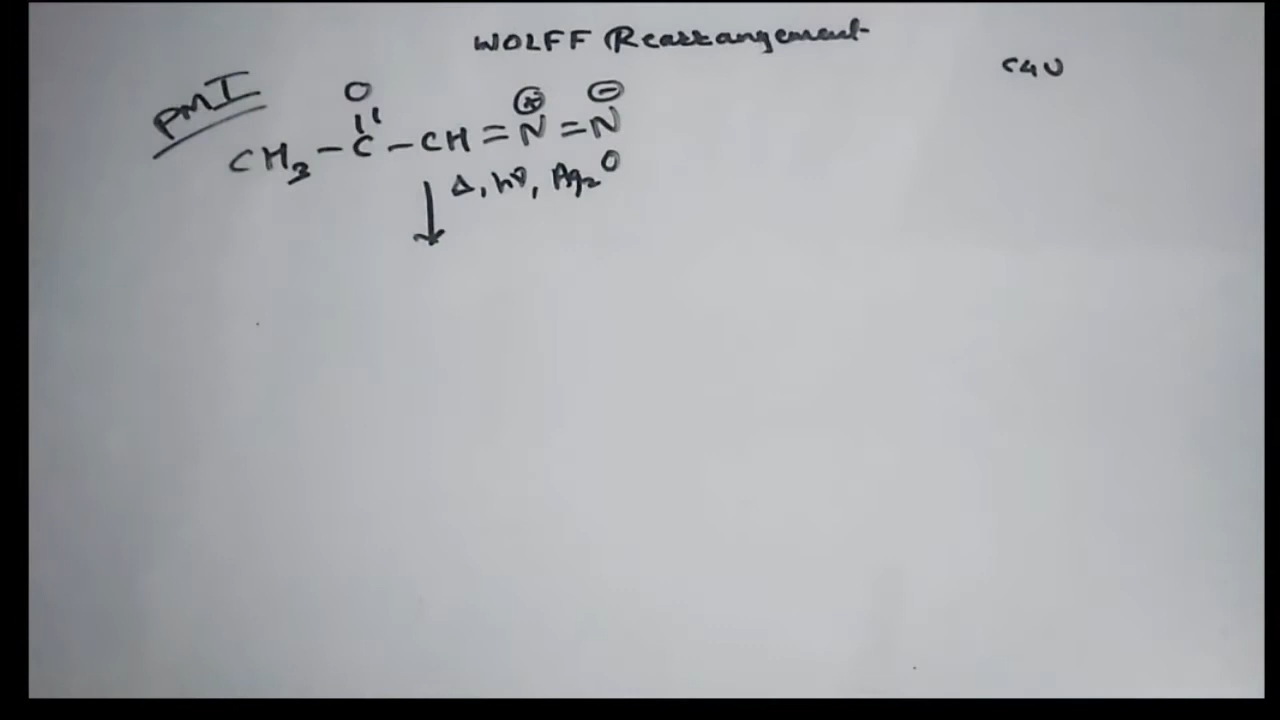 WOLFF Rearrangement
C4U
PMI
O
CH₃ – C – CH = N⊕ = N⊖
Δ, hν, Ag₂O